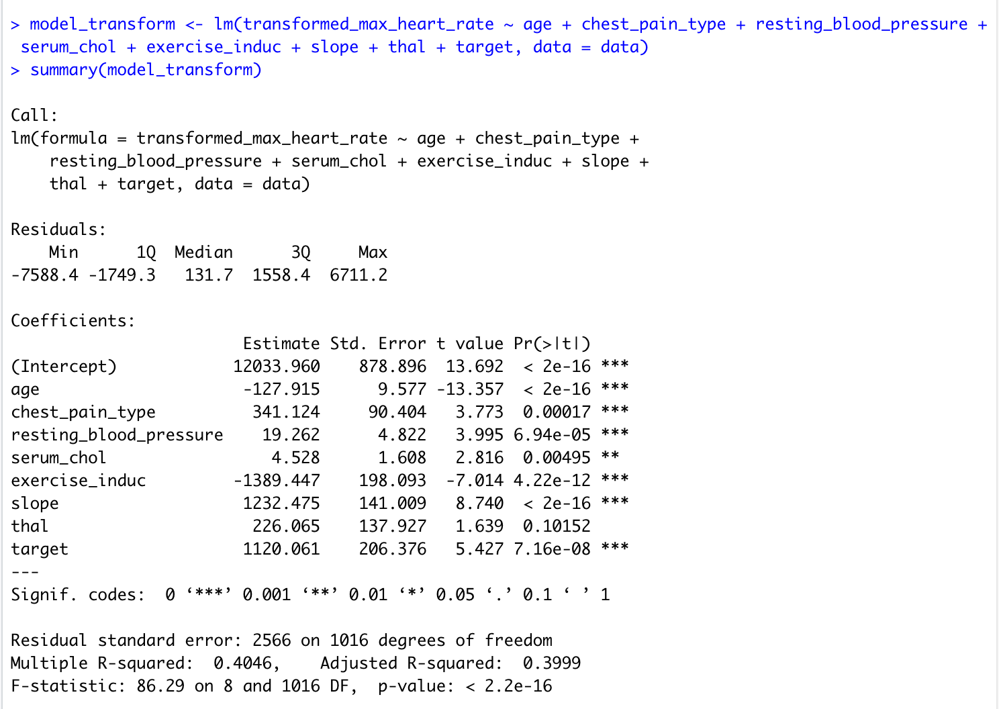 > model_transform <- lm(transformed_max_heart_rate ~ age + chest_pain_type + resting_blood_pressure +
 serum_chol + exercise_induc + slope + thal + target, data = data)
> summary(model_transform)

Call:
lm(formula = transformed_max_heart_rate ~ age + chest_pain_type +
    resting_blood_pressure + serum_chol + exercise_induc + slope +
    thal + target, data = data)

Residuals:
    Min      1Q  Median      3Q     Max
-7588.4 -1749.3   131.7  1558.4  6711.2

Coefficients:
                        Estimate Std. Error t value Pr(>|t|)
(Intercept)            12033.960    878.896  13.692  < 2e-16 ***
age                     -127.915      9.577 -13.357  < 2e-16 ***
chest_pain_type          341.124     90.404   3.773  0.00017 ***
resting_blood_pressure    19.262      4.822   3.995 6.94e-05 ***
serum_chol                 4.528      1.608   2.816  0.00495 **
exercise_induc         -1389.447    198.093  -7.014 4.22e-12 ***
slope                   1232.475    141.009   8.740  < 2e-16 ***
thal                     226.065    137.927   1.639  0.10152
target                  1120.061    206.376   5.427 7.16e-08 ***
---
Signif. codes:  0 ‘***’ 0.001 ‘**’ 0.01 ‘*’ 0.05 ‘.’ 0.1 ‘ ’ 1

Residual standard error: 2566 on 1016 degrees of freedom
Multiple R-squared:  0.4046,    Adjusted R-squared:  0.3999
F-statistic: 86.29 on 8 and 1016 DF,  p-value: < 2.2e-16